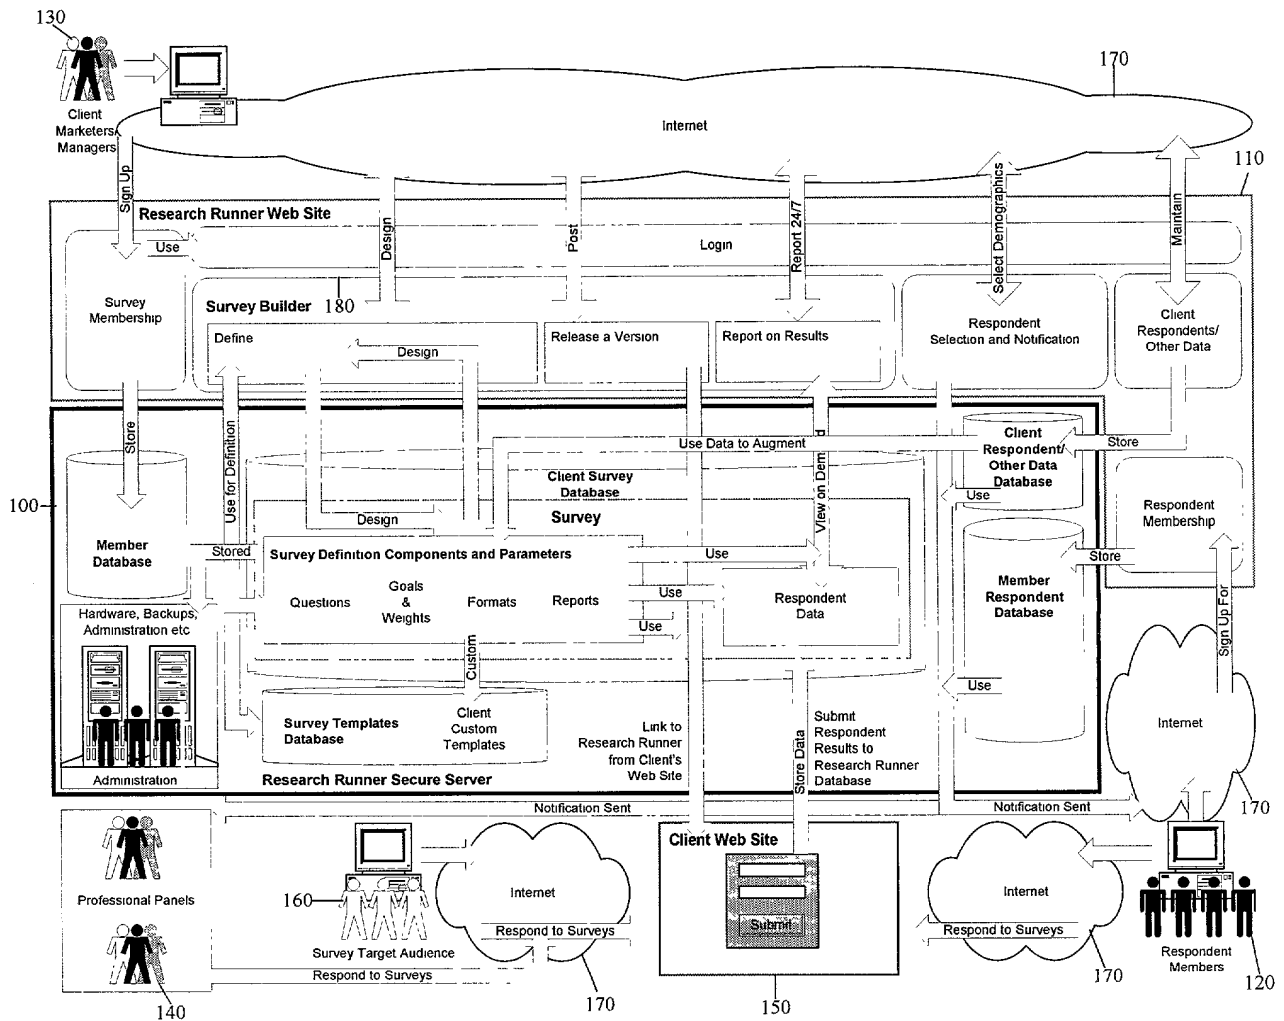 130
Client
Marketers/
Managers
170
Internet
110
Sign Up
Research Runner Web Site
Use
Login
Design
Post
Report 24/7
Select Demographics
Maintain
Survey
Membership
Survey Builder
180
Define
Design
Release a Version
Report on Results
Respondent
Selection and Notification
Client
Respondents/
Other Data
Store
Use for Definition
Use Data to Augment
View on Demand
Client
Respondent/
Other Data
Database
Store
Use
100
Client Survey
Database
Survey
Design
Respondent
Membership
Member
Database
Stored
Survey Definition Components and Parameters
Questions
Goals
&
Weights
Formats
Reports
Use
Use
Use
Respondent
Data
Store
Member
Respondent
Database
Sign Up For
Hardware, Backups,
Administration etc
Custom
Use
Survey Templates
Database
Client
Custom
Templates
Link to
Research Runner
from Client's
Web Site
Store Data
Submit
Respondent
Results to
Research Runner
Database
Internet
Administration
Research Runner Secure Server
Notification Sent
Notification Sent
170
Client Web Site
Professional Panels
160
Internet
Submit
Internet
Respond to Surveys
Respond to Surveys
Survey Target Audience
Respond to Surveys
Respondent
Members
140
170
150
170
120